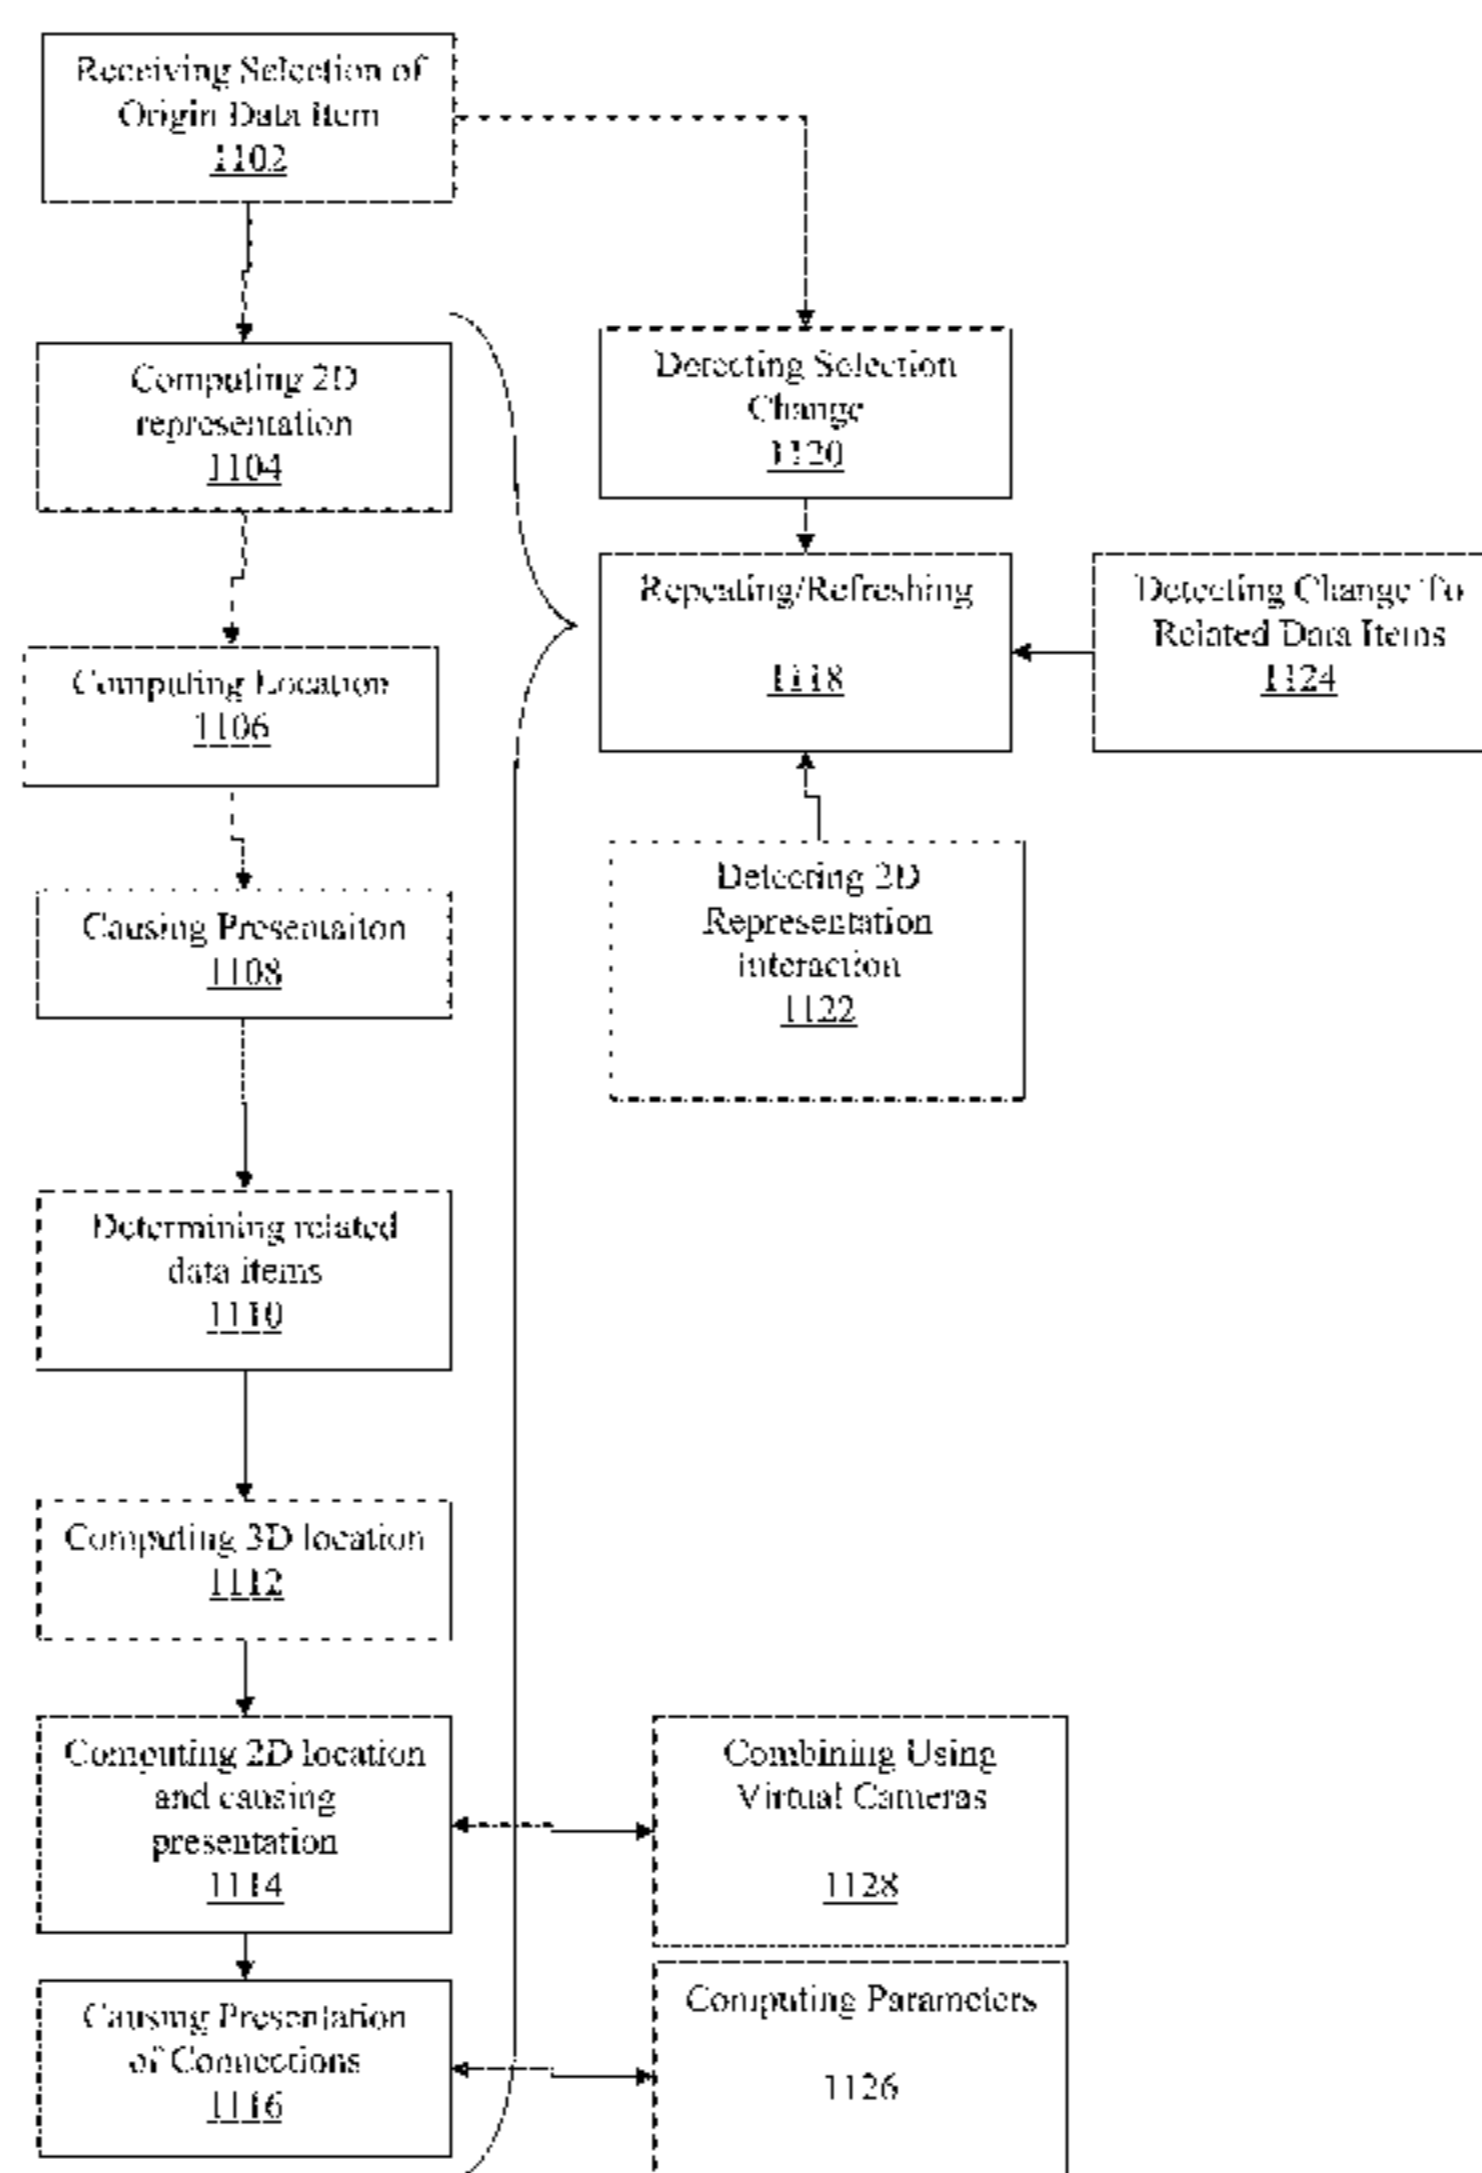 Receiving Selection of
Origin Data Item
1102
Computing 2D
representation
1104
Computing Location
1106
Causing Presentaiton
1108
Determining related
data items
1110
Computing 3D location
1112
Computing 2D location
and causing
presentation
1114
Causing Presentation
of Connections
1116
Detecting Selection
Change
1120
Repeating/Refreshing
1118
Detecting Change To
Related Data Items
1124
Detecting 2D
Representation
interaction
1122
Combining Using
Virtual Cameras
1128
Computing Parameters
1126